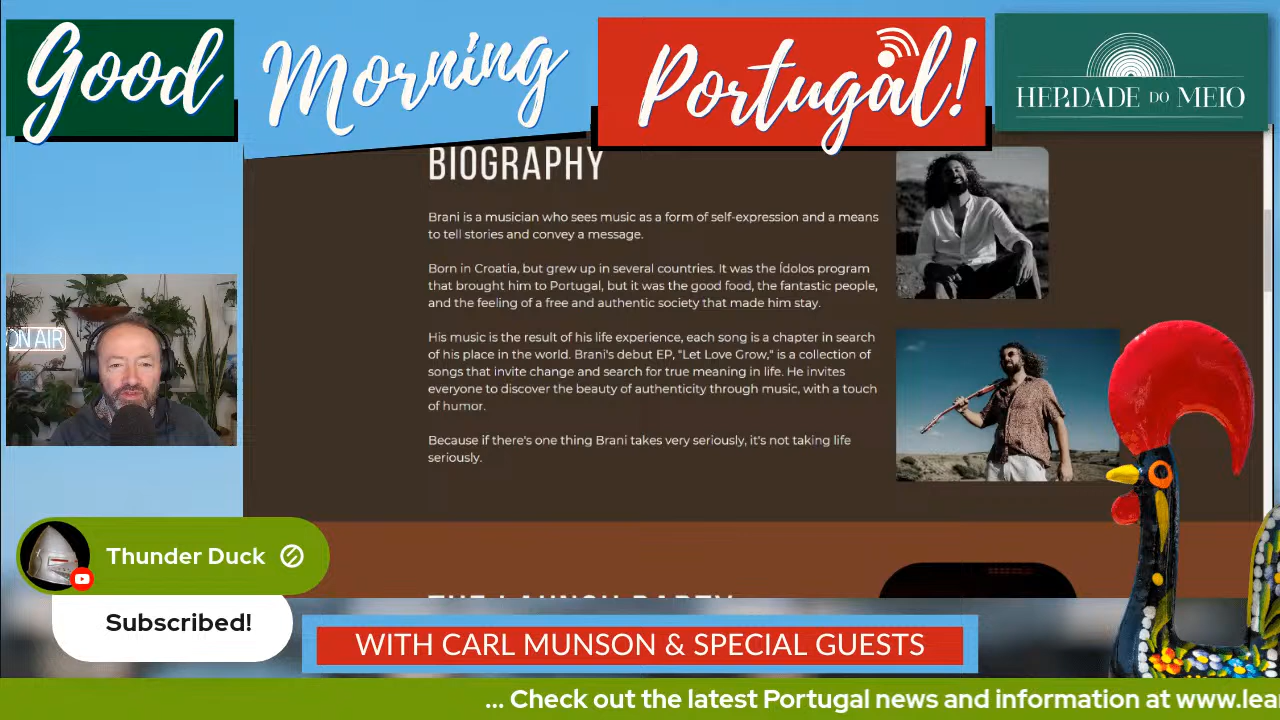 Good Morning Portugal!
HERDADE DO MEIO
BIOGRAPHY
Brani is a musician who sees music as a form of self-expression and a means
to tell stories and convey a message.
Born in Croatia, but grew up in several countries. It was the Ídolos program
that brought him to Portugal, but it was the good food, the fantastic people,
and the feeling of a free and authentic society that made him stay.
His music is the result of his life experience, each song is a chapter in search
of his place in the world. Brani's debut EP, "Let Love Grow," is a collection of
songs that invite change and search for true meaning in life. He invites
everyone to discover the beauty of authenticity through music, with a touch
of humor.
Because if there's one thing Brani takes very seriously, it's not taking life
seriously.
ON AIR
Thunder Duck
Subscribed!
THE LAUNCH PARTY
WITH CARL MUNSON & SPECIAL GUESTS
... Check out the latest Portugal news and information at www.lea